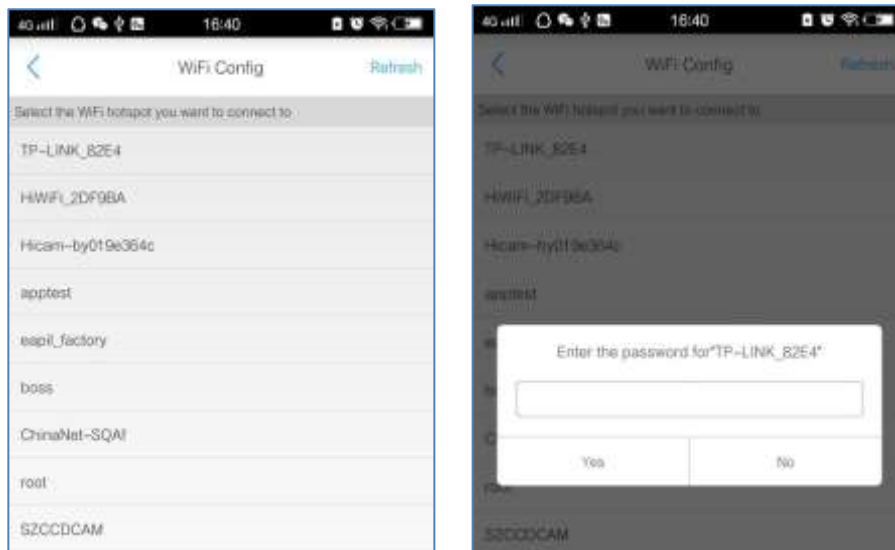 4G 16:40
WiFi Config Refresh
Select the WiFi hotspot you want to connect to
TP-LINK_82E4
HiWiFi_2DF9BA
Hicam-by019e364c
apptest
eapil_factory
boss
ChinaNet-SQAf
root
SZCCDCAM
4G 16:40
WiFi Config Refresh
Select the WiFi hotspot you want to connect to
TP-LINK_82E4
HiWiFi_2DF9BA
Hicam-by019e364c
apptest
Enter the password for"TP-LINK_82E4"
Yes No
root
SZCCDCAM